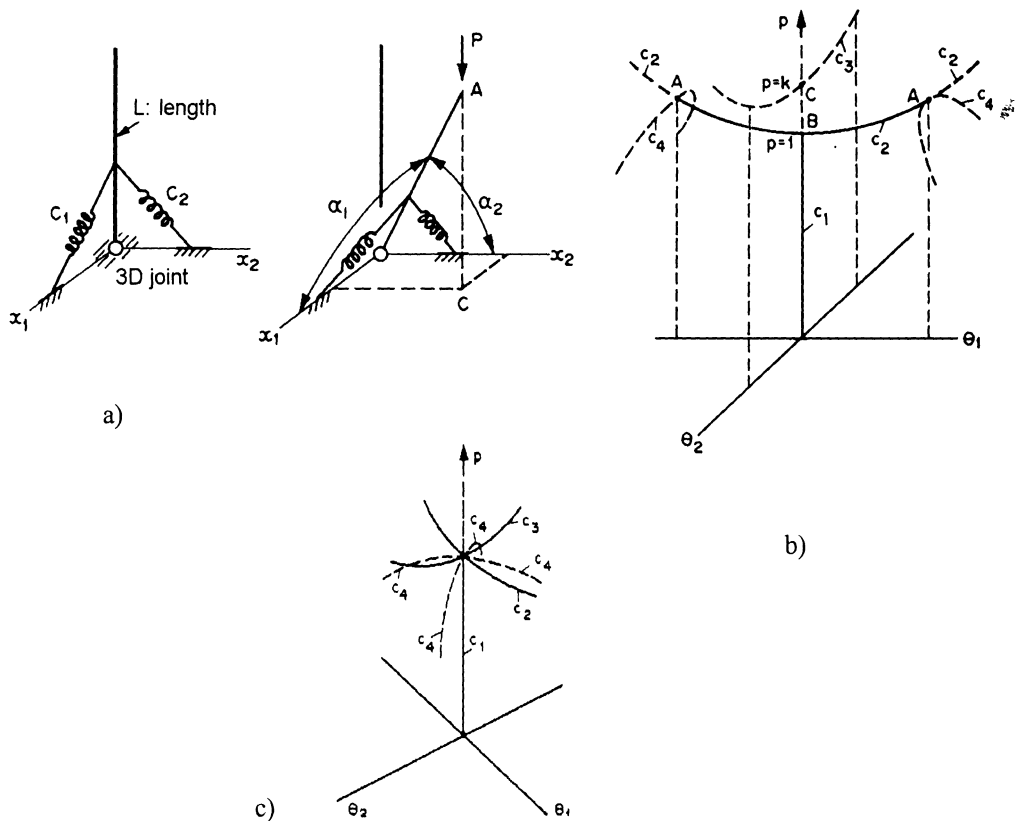 L: length
C₁
C₂
3D joint
x₁
x₂
P
A
α₁
α₂
x₁
x₂
C
a)
p
c₂
A
c₄
p=k
C
c₃
B
p=1
c₂
A
c₂
c₄
c₁
θ₁
θ₂
b)
p
c₄
c₃
c₄
c₄
c₂
c₄
c₁
θ₂
θ₁
c)